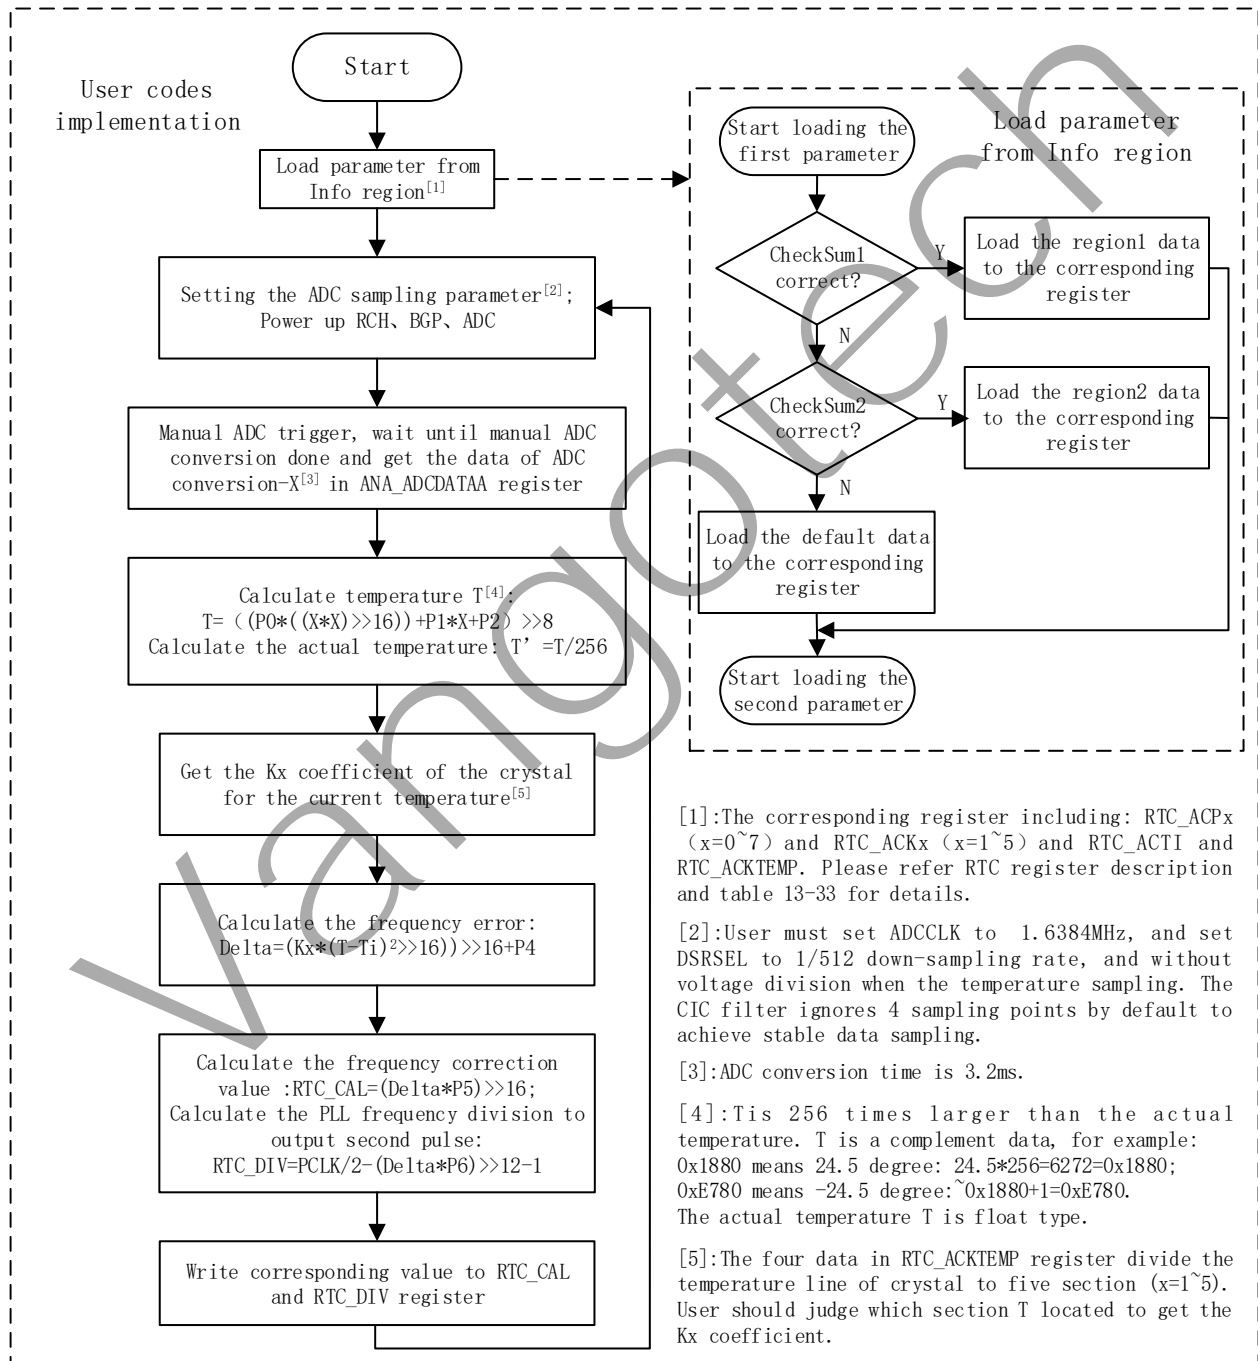 Start
User codes
implementation
Load parameter from
Info region[1]
Setting the ADC sampling parameter[2];
Power up RCH、BGP、ADC
Manual ADC trigger, wait until manual ADC
conversion done and get the data of ADC
conversion-X[3] in ANA_ADCDATAA register
Calculate temperature T[4]:
T= ((P0*((X*X)>>16))+P1*X+P2) >>8
Calculate the actual temperature: T’=T/256
Get the Kx coefficient of the crystal
for the current temperature[5]
Calculate the frequency error:
Delta=(Kx*(T-Ti)²>>16))>>16+P4
Calculate the frequency correction
value :RTC_CAL=(Delta*P5)>>16;
Calculate the PLL frequency division to
output second pulse:
RTC_DIV=PCLK/2-(Delta*P6)>>12-1
Write corresponding value to RTC_CAL
and RTC_DIV register
Load parameter
from Info region
Start loading the
first parameter
CheckSum1
correct?
Y
Load the region1 data
to the corresponding
register
N
CheckSum2
correct?
Y
Load the region2 data
to the corresponding
register
N
Load the default data
to the corresponding
register
Start loading the
second parameter
[1]:The corresponding register including: RTC_ACPx
（x=0~7）and RTC_ACKx（x=1~5）and RTC_ACTI and
RTC_ACKTEMP. Please refer RTC register description
and table 13-33 for details.
[2]:User must set ADCCLK to 1.6384MHz, and set
DSRSEL to 1/512 down-sampling rate, and without
voltage division when the temperature sampling. The
CIC filter ignores 4 sampling points by default to
achieve stable data sampling.
[3]:ADC conversion time is 3.2ms.
[4]:Tis 256 times larger than the actual
temperature. T is a complement data, for example:
0x1880 means 24.5 degree: 24.5*256=6272=0x1880;
0xE780 means -24.5 degree:~0x1880+1=0xE780.
The actual temperature T is float type.
[5]:The four data in RTC_ACKTEMP register divide the
temperature line of crystal to five section (x=1~5).
User should judge which section T located to get the
Kx coefficient.
Vangotech